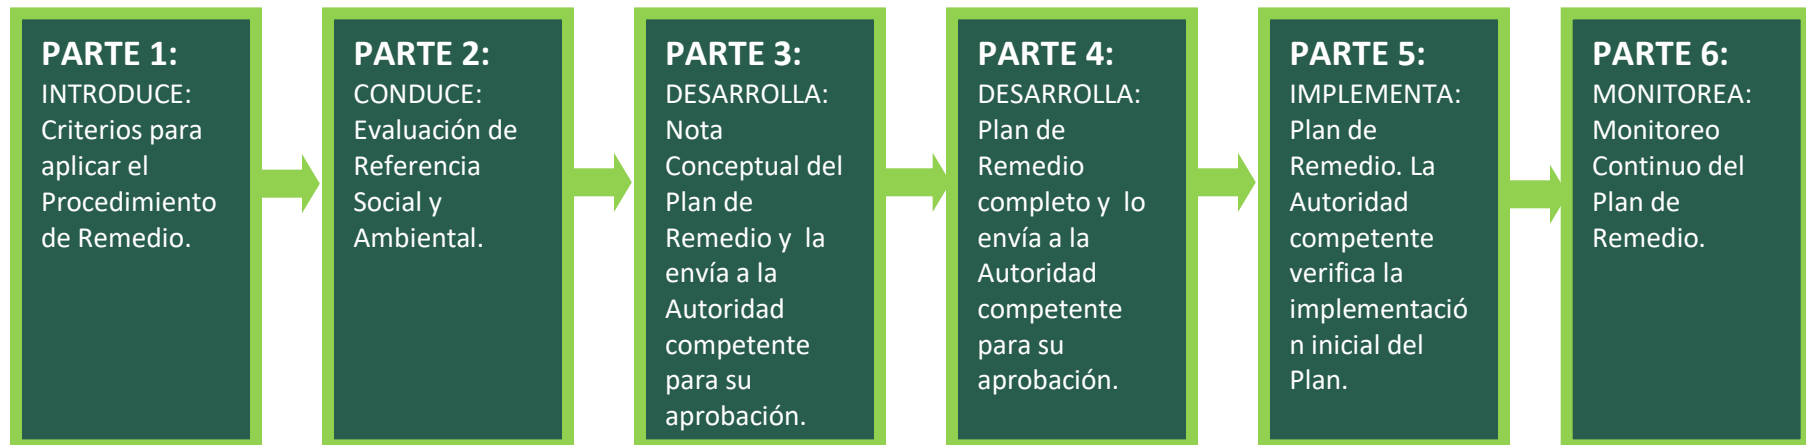 PARTE 1:
INTRODUCE:
Criterios para
aplicar el
Procedimiento
de Remedio.
PARTE 2:
CONDUCE:
Evaluación de
Referencia
Social y
Ambiental.
PARTE 3:
DESARROLLA:
Nota
Conceptual del
Plan de
Remedio y la
envía a la
Autoridad
competente
para su
aprobación.
PARTE 4:
DESARROLLA:
Plan de
Remedio
completo y lo
envía a la
Autoridad
competente
para su
aprobación.
PARTE 5:
IMPLEMENTA:
Plan de
Remedio. La
Autoridad
competente
verifica la
implementació
n inicial del
Plan.
PARTE 6:
MONITOREA:
Monitoreo
Continuo del
Plan de
Remedio.